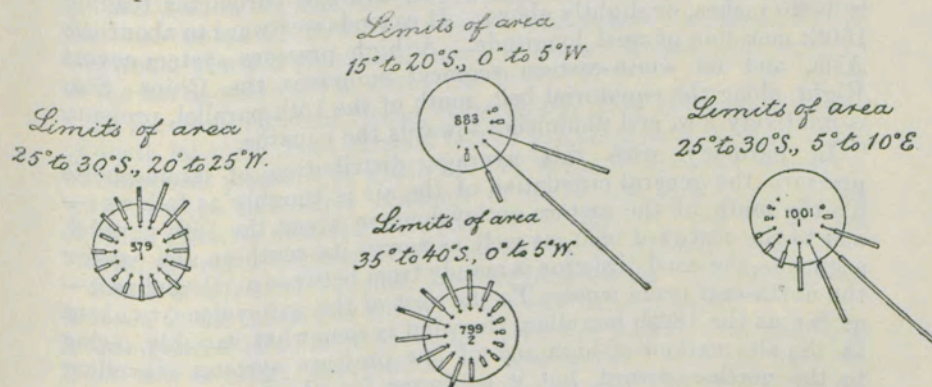 Limits of area
15° to 20°S., 0° to 5°W
883
1
Limits of area
25° to 30°S., 20° to 25°W.
379
Limits of area
25° to 30°S., 5° to 10°E
1001
Limits of area
35° to 40°S., 0° to 5°W.
799
2